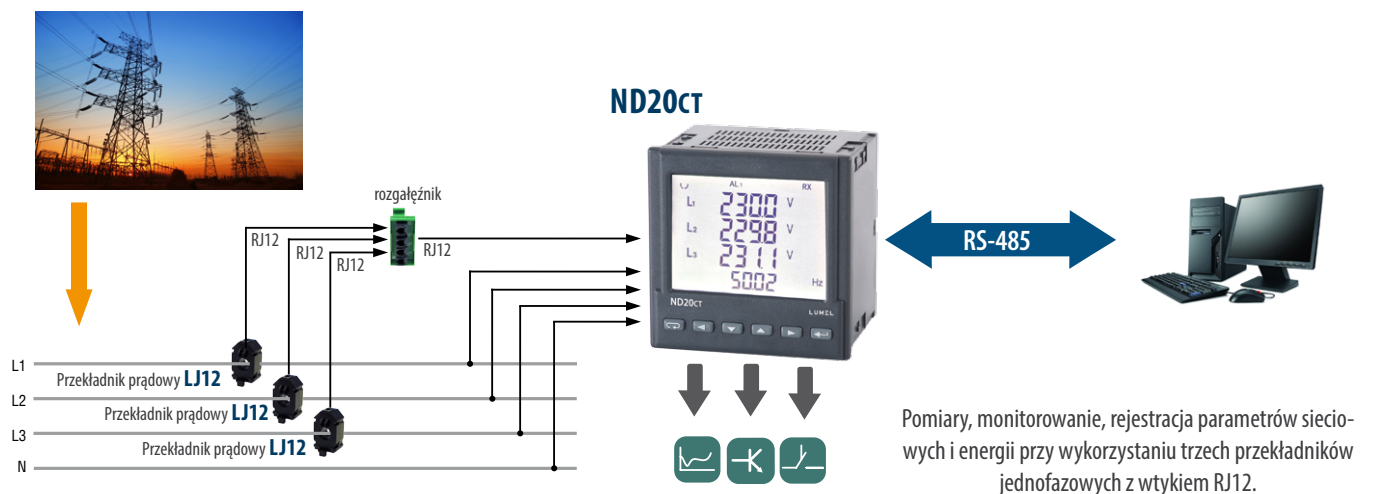 ND20CT
rozgałęźnik
RJ12
RJ12
RJ12
RJ12
AL1 RX
L1 230.0 V
L2 229.8 V
L3 231.1 V
50.02 Hz
ND20CT
LUMEL
RS-485
L1
Przekładnik prądowy LJ12
L2
Przekładnik prądowy LJ12
L3
Przekładnik prądowy LJ12
N
Pomiary, monitorowanie, rejestracja parametrów siecio-
wych i energii przy wykorzystaniu trzech przekładników
jednofazowych z wtykiem RJ12.